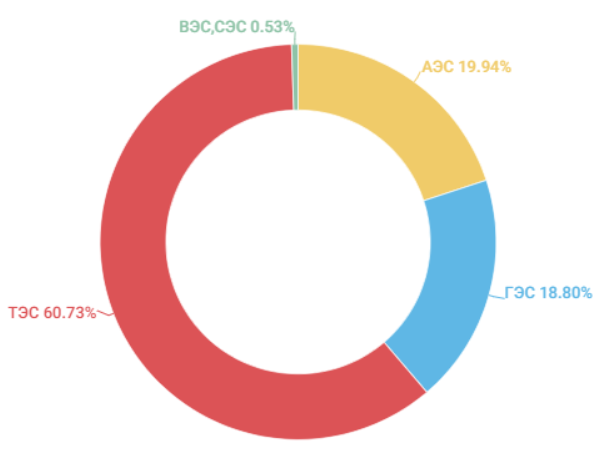 ВЭС,СЭС 0.53%
АЭС 19.94%
ГЭС 18.80%
ТЭС 60.73%